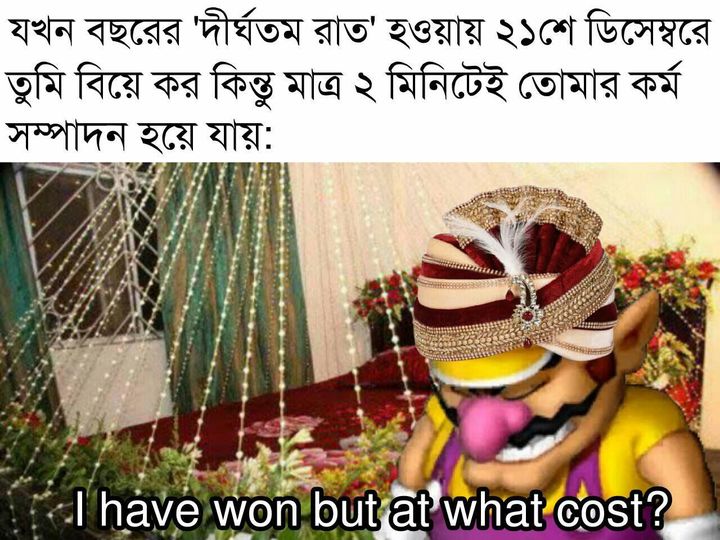 যখন বছরের 'দীর্ঘতম রাত' হওয়ায় ২১শে ডিসেম্বরে
তুমি বিয়ে কর কিন্তু মাত্র ২ মিনিটেই তোমার কর্ম
সম্পাদন হয়ে যায়:
I have won but at what cost?